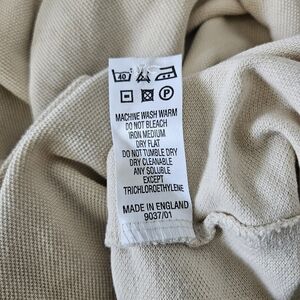 40
P
MACHINE WASH WARM
DO NOT BLEACH
IRON MEDIUM
DRY FLAT
DO NOT TUMBLE DRY
DRY CLEANABLE
ANY SOLUBLE
EXCEPT
TRICHLOROETHYLENE
MADE IN ENGLAND
9037/01